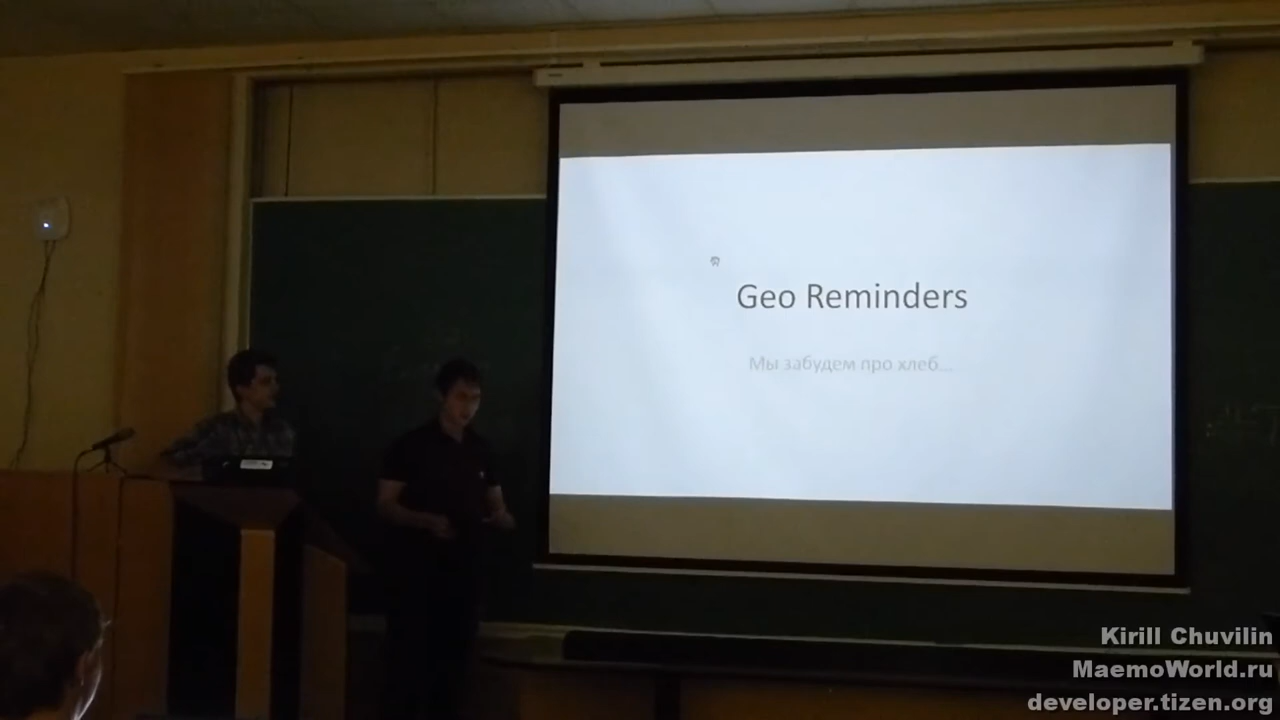 Geo Reminders
Мы забудем про хлеб...
Kirill Chuvilin
MaemoWorld.ru
developer.tizen.org